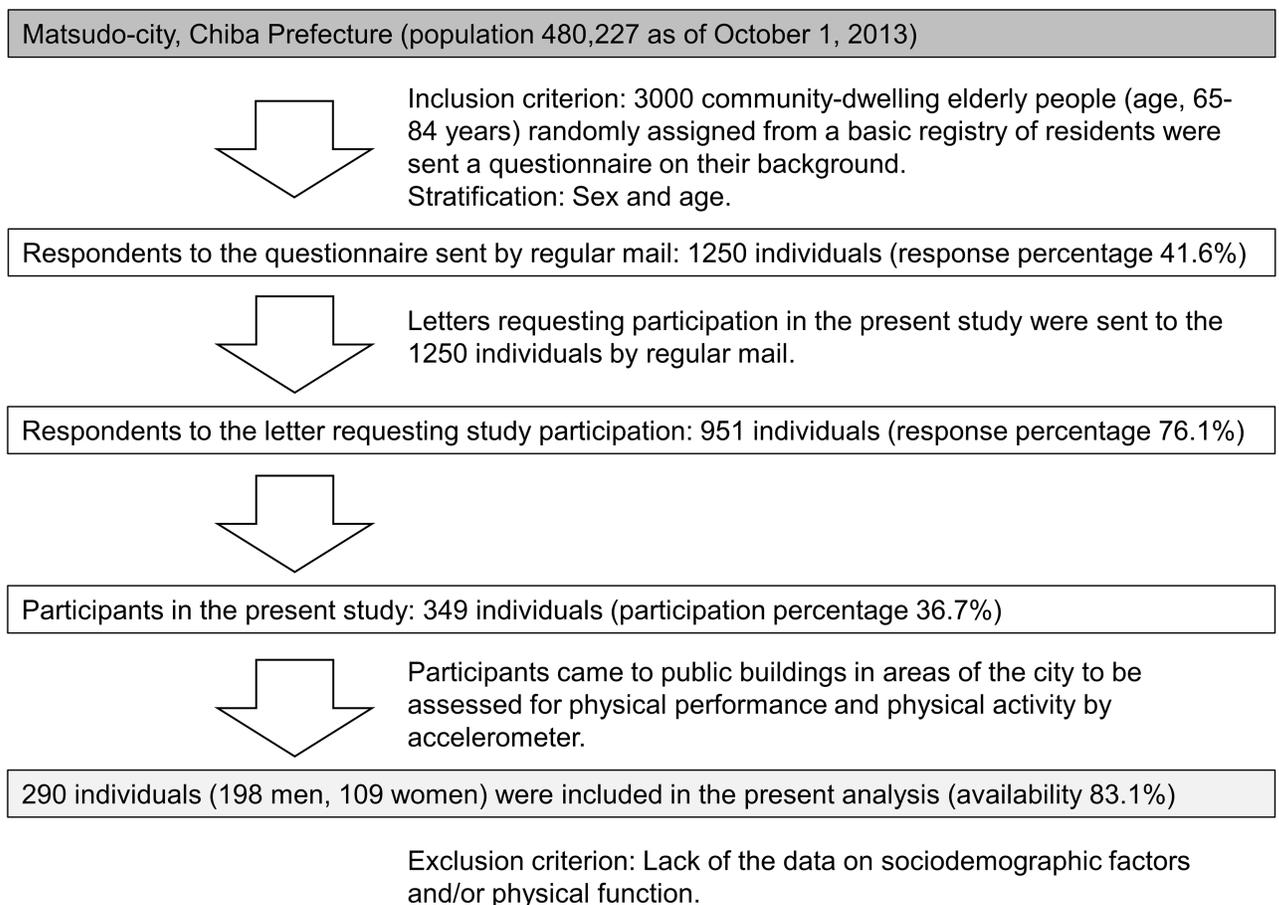 Matsudo-city, Chiba Prefecture (population 480,227 as of October 1, 2013)
Inclusion criterion: 3000 community-dwelling elderly people (age, 65-
84 years) randomly assigned from a basic registry of residents were
sent a questionnaire on their background.
Stratification: Sex and age.
Respondents to the questionnaire sent by regular mail: 1250 individuals (response percentage 41.6%)
Letters requesting participation in the present study were sent to the
1250 individuals by regular mail.
Respondents to the letter requesting study participation: 951 individuals (response percentage 76.1%)
Participants in the present study: 349 individuals (participation percentage 36.7%)
Participants came to public buildings in areas of the city to be
assessed for physical performance and physical activity by
accelerometer.
290 individuals (198 men, 109 women) were included in the present analysis (availability 83.1%)
Exclusion criterion: Lack of the data on sociodemographic factors
and/or physical function.